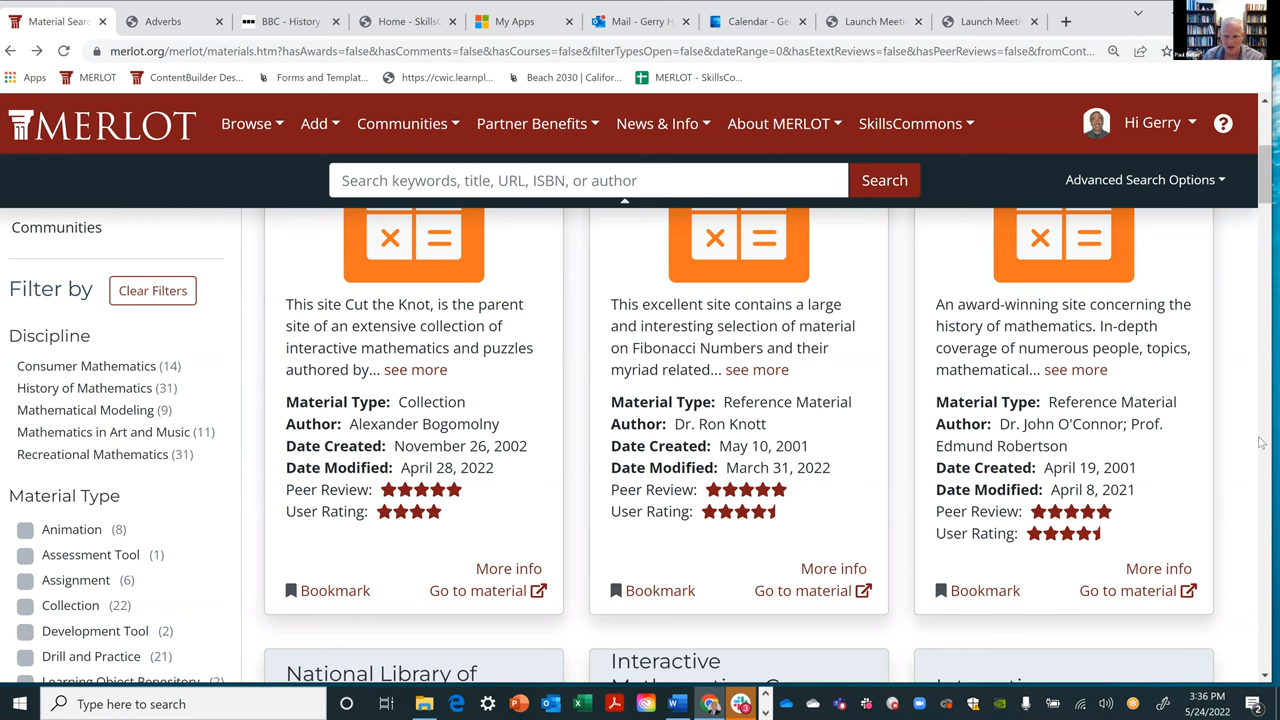 Material Searc
Adverbs
BBC - History
Home - SkillsC
My Apps
Mail - Gerry H
Calendar - Ge
Launch Meetin
Launch Meetin
merlot.org/merlot/materials.htm?hasAwards=false&hasComments=false&hasCourses=false&filterTypesOpen=false&dateRange=0&hasEtextReviews=false&hasPeerReviews=false&fromCont...
Apps
MERLOT
ContentBuilder Des...
Forms and Templat...
https://cvic.learnpl...
Beach 2030 | Califor...
MERLOT - SkillsCo...
MERLOT
Browse
Add
Communities
Partner Benefits
News & Info
About MERLOT
SkillsCommons
Hi Gerry
?
Search keywords, title, URL, ISBN, or author
Search
Advanced Search Options
Communities
Filter by
Clear Filters
Discipline
Consumer Mathematics (14)
History of Mathematics (31)
Mathematical Modeling (9)
Mathematics in Art and Music (11)
Recreational Mathematics (31)
Material Type
Animation (8)
Assessment Tool (1)
Assignment (6)
Collection (22)
Development Tool (2)
Drill and Practice (21)
Learning Object Repository (2)
This site Cut the Knot, is the parent
site of an extensive collection of
interactive mathematics and puzzles
authored by... see more
Material Type: Collection
Author: Alexander Bogomolny
Date Created: November 26, 2002
Date Modified: April 28, 2022
Peer Review:
User Rating:
More info
Bookmark
Go to material
This excellent site contains a large
and interesting selection of material
on Fibonacci Numbers and their
myriad related... see more
Material Type: Reference Material
Author: Dr. Ron Knott
Date Created: May 10, 2001
Date Modified: March 31, 2022
Peer Review:
User Rating:
More info
Bookmark
Go to material
An award-winning site concerning the
history of mathematics. In-depth
coverage of numerous people, topics,
mathematical... see more
Material Type: Reference Material
Author: Dr. John O'Connor; Prof.
Edmund Robertson
Date Created: April 19, 2001
Date Modified: April 8, 2021
Peer Review:
User Rating:
More info
Bookmark
Go to material
National Library of
Interactive
Type here to search
3:36 PM
5/24/2022
2